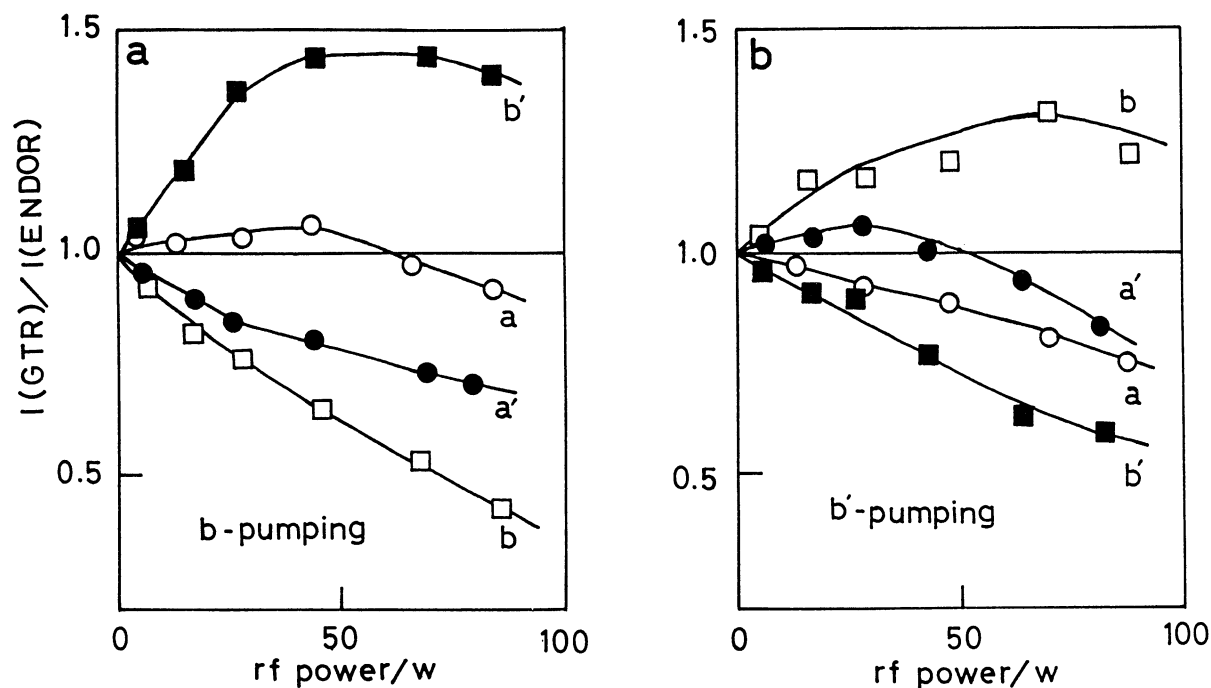 a
I(GTR)/I(ENDOR)
1.5
1.0
0.5
b′
a
a′
b
b-pumping
0
50
100
rf power/w
b
1.5
1.0
0.5
b
a′
a
b′
b′-pumping
0
50
100
rf power/w